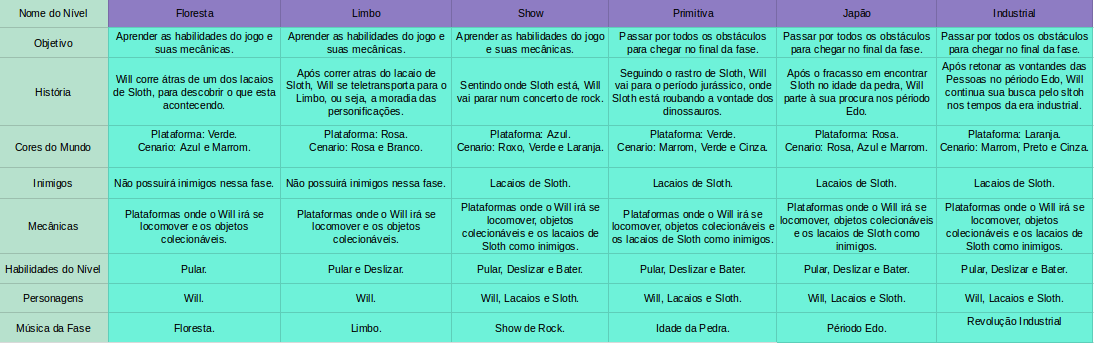 Nome do Nível Floresta Limbo Show Primitiva Japão Industrial
Objetivo
Aprender as habilidades do jogo e
suas mecânicas.
Aprender as habilidades do jogo e
suas mecânicas.
Aprender as habilidades do jogo
e suas mecânicas.
Passar por todos os obstáculos
para chegar no final da fase.
Passar por todos os obstáculos
para chegar no final da fase.
Passar por todos os obstáculos
para chegar no final da fase.
História
Will corre átras de um dos lacaios
de Sloth, para descobrir o que esta
acontecendo.
Após correr atras do lacaio de
Sloth, Will se teletransporta para o
Limbo, ou seja, a moradia das
personificações.
Sentindo onde Sloth está, Will
vai parar num concerto de rock.
Seguindo o rastro de Sloth, Will
vai para o período jurássico, onde
Sloth está roubando a vontade dos
dinossauros.
Após o fracasso em encontrar
Sloth no idade da pedra, Will
parte à sua procura nos período
Edo.
Após retonar as vontandes das
Pessoas no período Edo, Will
continua sua busca pelo sltoh
nos tempos da era industrial.
Cores do Mundo
Plataforma: Verde.
Cenario: Azul e Marrom.
Plataforma: Rosa.
Cenario: Rosa e Branco.
Plataforma: Azul.
Cenario: Roxo, Verde e Laranja.
Plataforma: Verde.
Cenario: Marrom, Verde e Cinza.
Plataforma: Rosa.
Cenario: Rosa, Azul e Marrom.
Plataforma: Laranja.
Cenario: Marrom, Preto e Cinza.
Inimigos
Não possuirá inimigos nessa fase.
Não possuirá inimigos nessa fase.
Lacaios de Sloth.
Lacaios de Sloth.
Lacaios de Sloth.
Lacaios de Sloth.
Mecânicas
Plataformas onde o Will irá se
locomover e os objetos
colecionáveis.
Plataformas onde o Will irá se
locomover e os objetos
colecionáveis.
Plataformas onde o Will irá se
locomover, objetos
colecionáveis e os lacaios de
Sloth como inimigos.
Plataformas onde o Will irá se
locomover, objetos colecionáveis e
os lacaios de Sloth como inimigos.
Plataformas onde o Will irá se
locomover, objetos colecionáveis
e os lacaios de Sloth como
inimigos.
Plataformas onde o Will irá se
locomover, objetos
colecionáveis e os lacaios de
Sloth como inimigos.
Habilidades do Nível
Pular.
Pular e Deslizar.
Pular, Deslizar e Bater.
Pular, Deslizar e Bater.
Pular, Deslizar e Bater.
Pular, Deslizar e Bater.
Personagens
Will.
Will.
Will, Lacaios e Sloth.
Will, Lacaios e Sloth.
Will, Lacaios e Sloth.
Will, Lacaios e Sloth.
Música da Fase
Floresta.
Limbo.
Show de Rock.
Idade da Pedra.
Périodo Edo.
Revolução Industrial